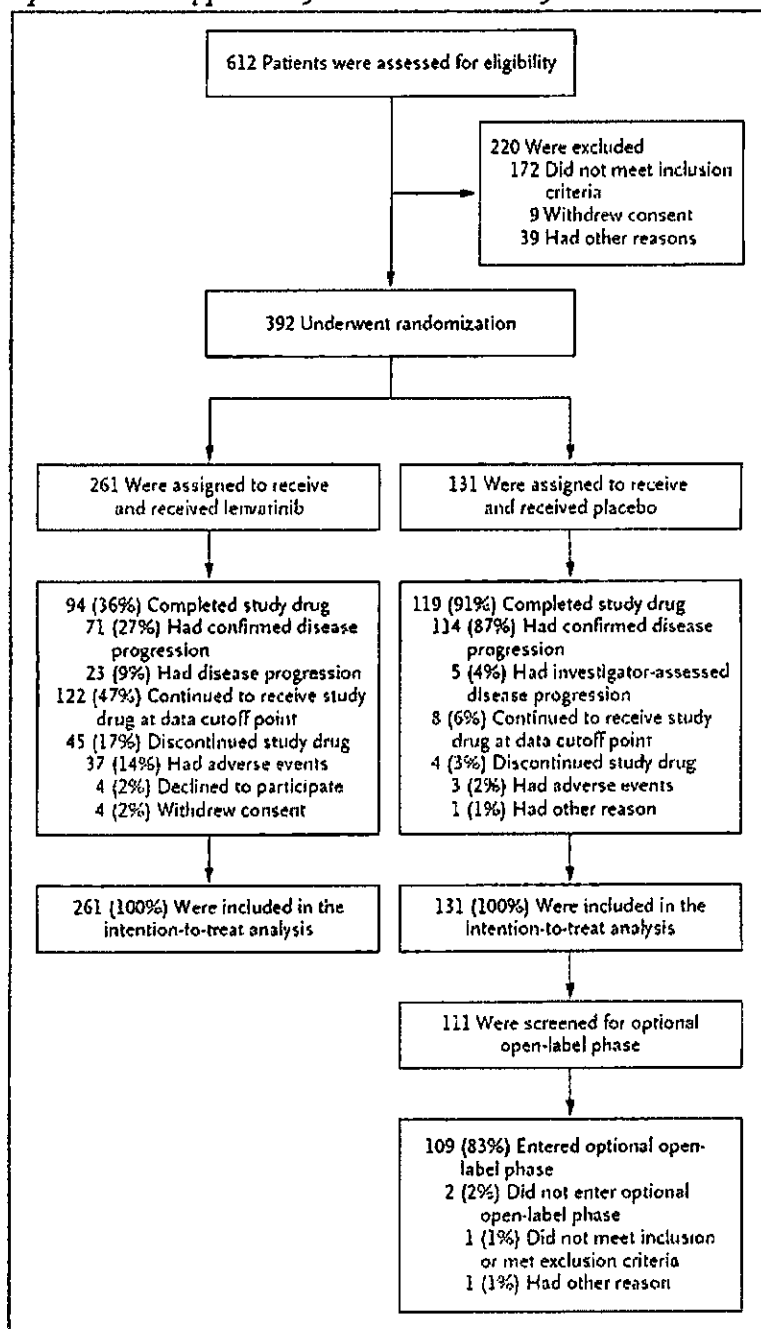 612 Patients were assessed for eligibility
220 Were excluded
172 Did not meet inclusion
criteria
9 Withdrew consent
39 Had other reasons
392 Underwent randomization
261 Were assigned to receive
and received lenvatinib
131 Were assigned to receive
and received placebo
94 (36%) Completed study drug
71 (27%) Had confirmed disease
progression
23 (9%) Had disease progression
122 (47%) Continued to receive study
drug at data cutoff point
45 (17%) Discontinued study drug
37 (14%) Had adverse events
4 (2%) Declined to participate
4 (2%) Withdrew consent
119 (91%) Completed study drug
114 (87%) Had confirmed disease
progression
5 (4%) Had investigator-assessed
disease progression
8 (6%) Continued to receive study
drug at data cutoff point
4 (3%) Discontinued study drug
3 (2%) Had adverse events
1 (1%) Had other reason
261 (100%) Were included in the
intention-to-treat analysis
131 (100%) Were included in the
intention-to-treat analysis
111 Were screened for optional
open-label phase
109 (83%) Entered optional open-
label phase
2 (2%) Did not enter optional
open-label phase
1 (1%) Did not meet inclusion
or met exclusion criteria
1 (1%) Had other reason